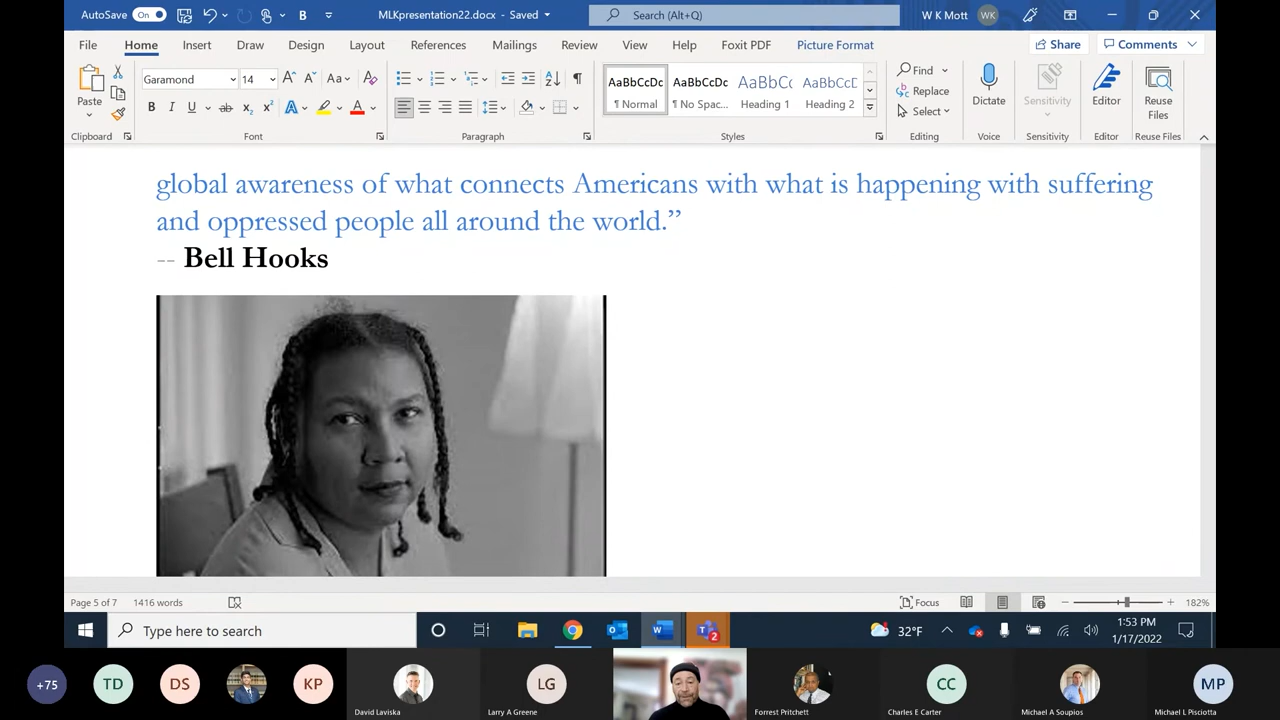 AutoSave On B MLKpresentation22.docx - Saved Search (Alt+Q) W K Mott WK
File Home Insert Draw Design Layout References Mailings Review View Help Foxit PDF Picture Format Share Comments
Garamond 14 A A Aa A AaBbCcDc AaBbCcDc AaBbCc AaBbCcE Find
Paste B I U ab x2 x2 A A ¶ Normal ¶ No Spac... Heading 1 Heading 2 Replace Select Dictate Sensitivity Editor Reuse Files
Clipboard Font Paragraph Styles Editing Voice Sensitivity Editor Reuse Files
global awareness of what connects Americans with what is happening with suffering
and oppressed people all around the world.”
-- Bell Hooks
Page 5 of 7 1416 words Focus 182%
Type here to search 2 32°F 1:53 PM
1/17/2022
+75 TD DS KP LG CC MP
David Laviska Larry A Greene Forrest Pritchett Charles E Carter Michael A Soupios Michael L Pisciotta